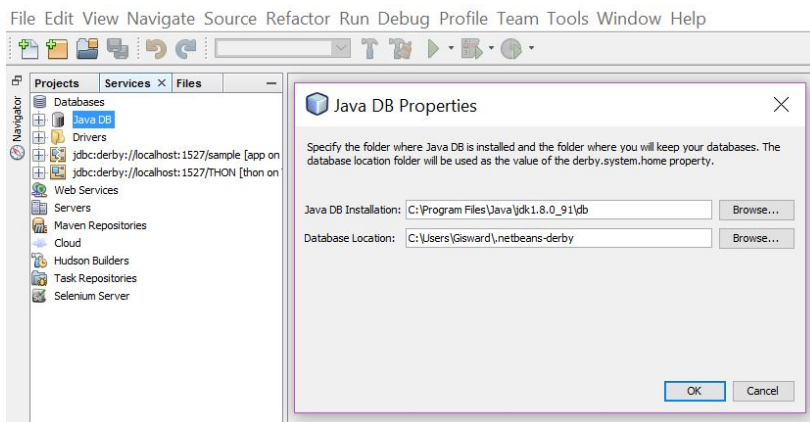 File Edit View Navigate Source Refactor Run Debug Profile Team Tools Window Help
Navigator
Projects Services Files
Databases
Java DB
Drivers
jdbc:derby://localhost:1527/sample [app on
jdbc:derby://localhost:1527/THON [thon on
Web Services
Servers
Maven Repositories
Cloud
Hudson Builders
Task Repositories
Selenium Server
Java DB Properties
Specify the folder where Java DB is installed and the folder where you will keep your databases. The
database location folder will be used as the value of the derby.system.home property.
Java DB Installation: C:\Program Files\Java\jdk1.8.0_91\db Browse...
Database Location: C:\Users\Gisward\.netbeans-derby Browse...
OK Cancel